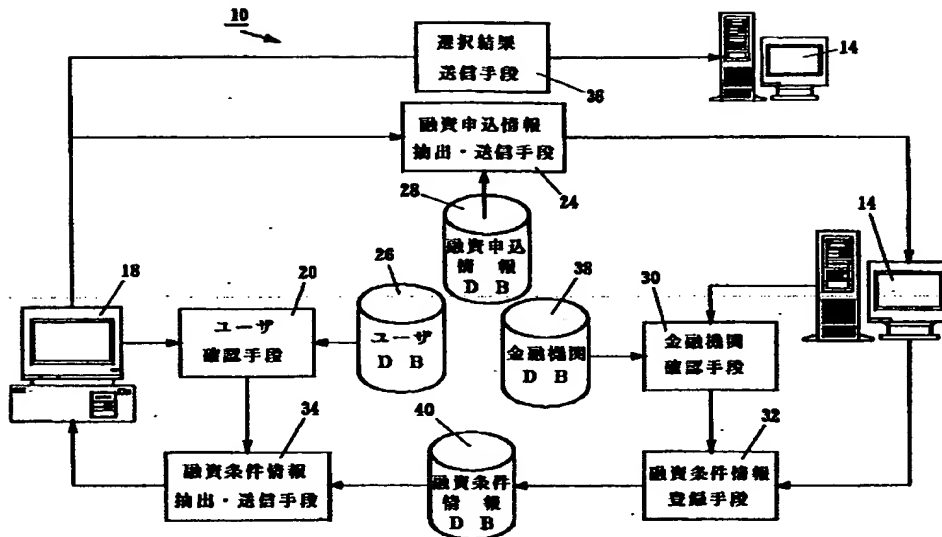 10
選択結果
送信手段
36
14
融資申込情報
抽出・送信手段
24
28
融資申込
情 報
D B
14
18
20
26
38
30
ユーザ
確認手段
ユーザ
D B
金融機関
D B
金融機関
確認手段
34
40
32
融資条件情報
抽出・送信手段
融資条件
情 報
D B
融資条件情報
登録手段